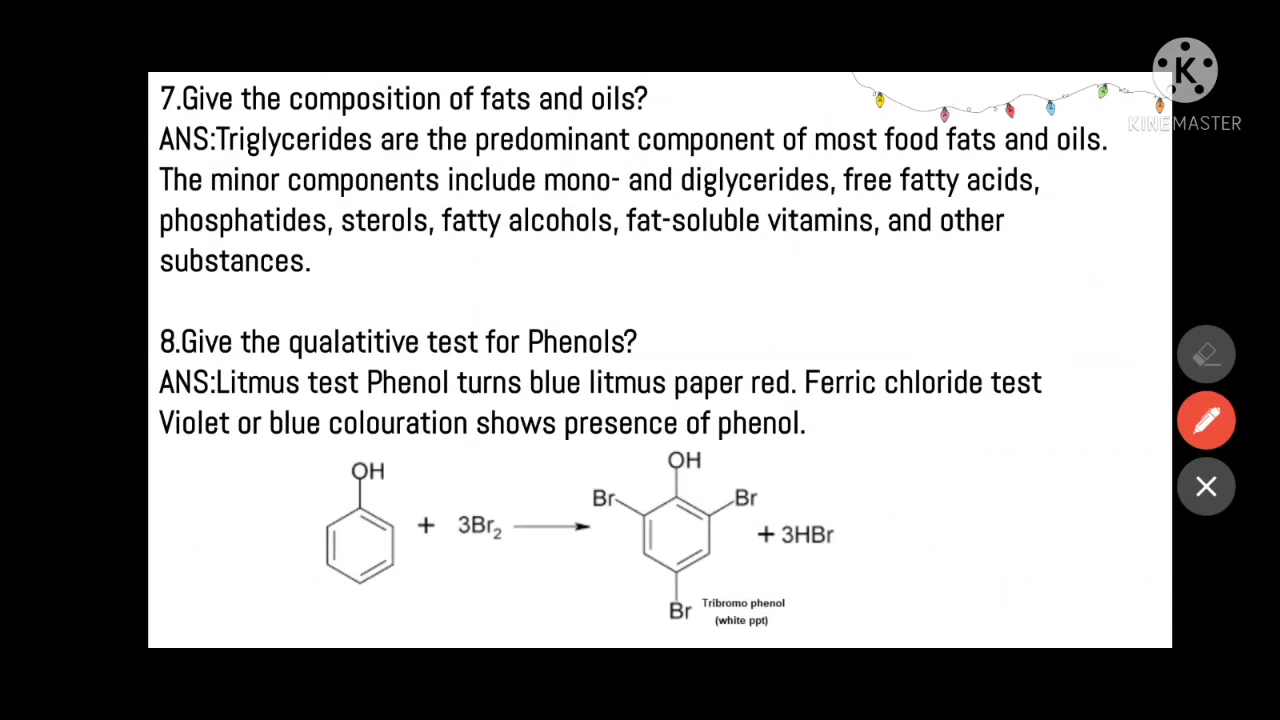 K
KINEMASTER
7.Give the composition of fats and oils?
ANS:Triglycerides are the predominant component of most food fats and oils.
The minor components include mono- and diglycerides, free fatty acids,
phosphatides, sterols, fatty alcohols, fat-soluble vitamins, and other
substances.
8.Give the qualatitive test for Phenols?
ANS:Litmus test Phenol turns blue litmus paper red. Ferric chloride test
Violet or blue colouration shows presence of phenol.
OH
+ 3Br₂
OH
Br Br
+ 3HBr
Br
Tribromo phenol
(white ppt)